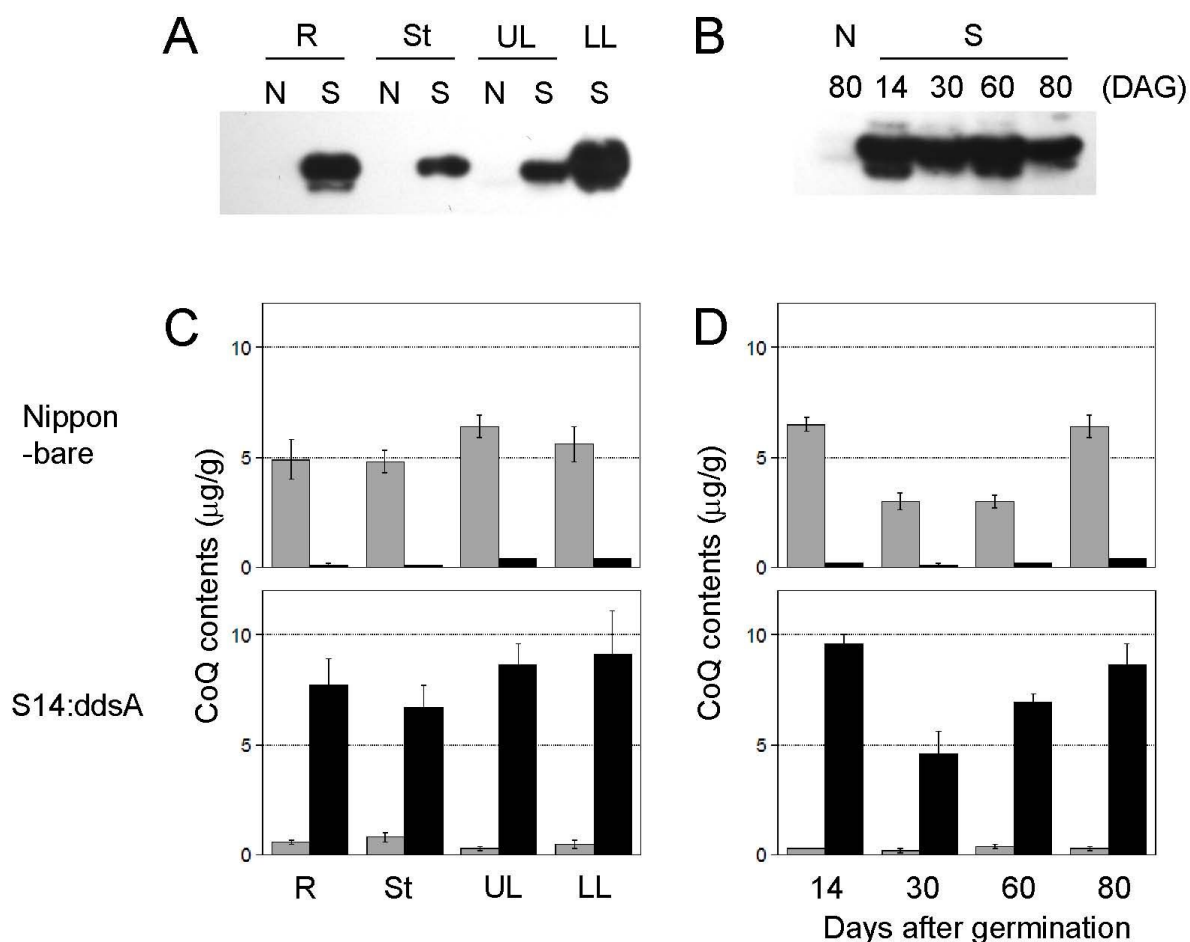 A
R St UL LL
N S N S N S S
B
N S
80 14 30 60 80 (DAG)
C
Nippon
-bare
S14:ddsA
CoQ contents (μg/g)
10
5
0
10
5
0
R St UL LL
D
CoQ contents (μg/g)
10
5
0
10
5
0
14 30 60 80
Days after germination